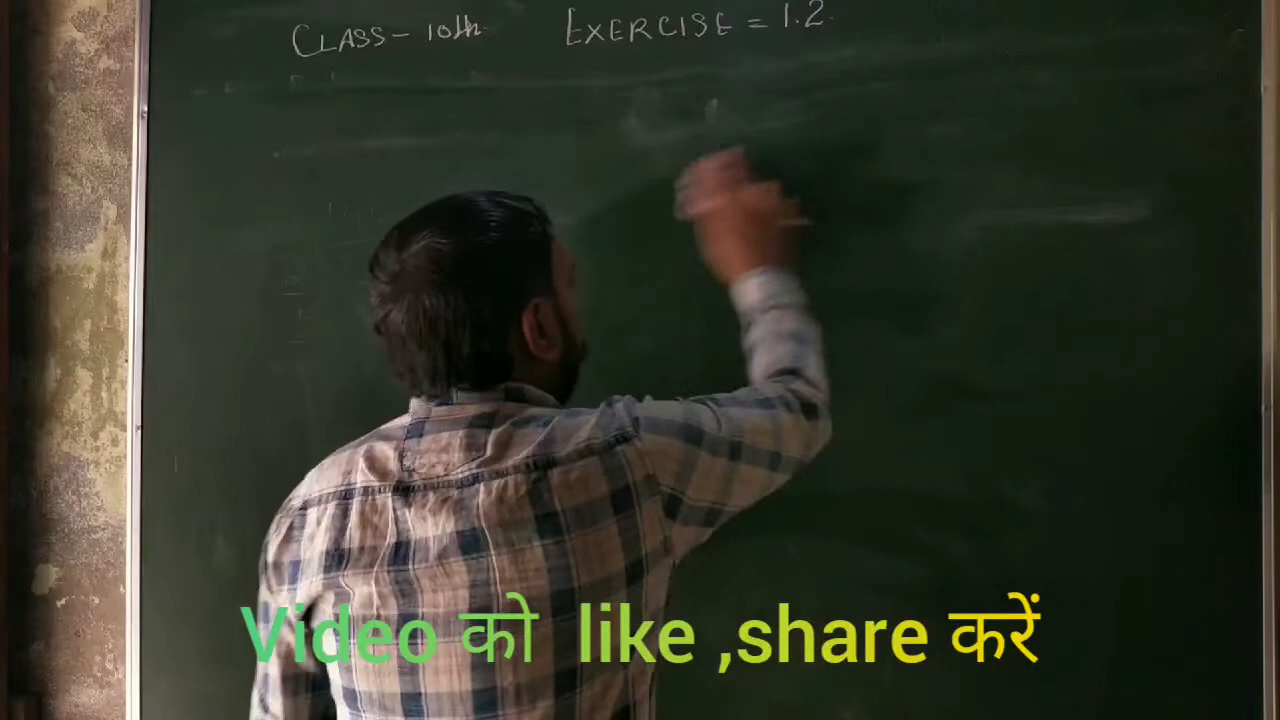 CLASS- 10th EXERCISE = 1.2.
Video को like ,share करें